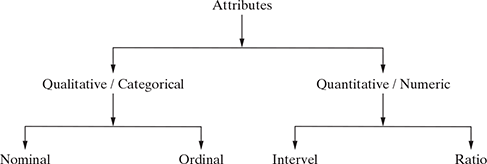 Attributes
Qualitative / Categorical
Quantitative / Numeric
Nominal
Ordinal
Intervel
Ratio